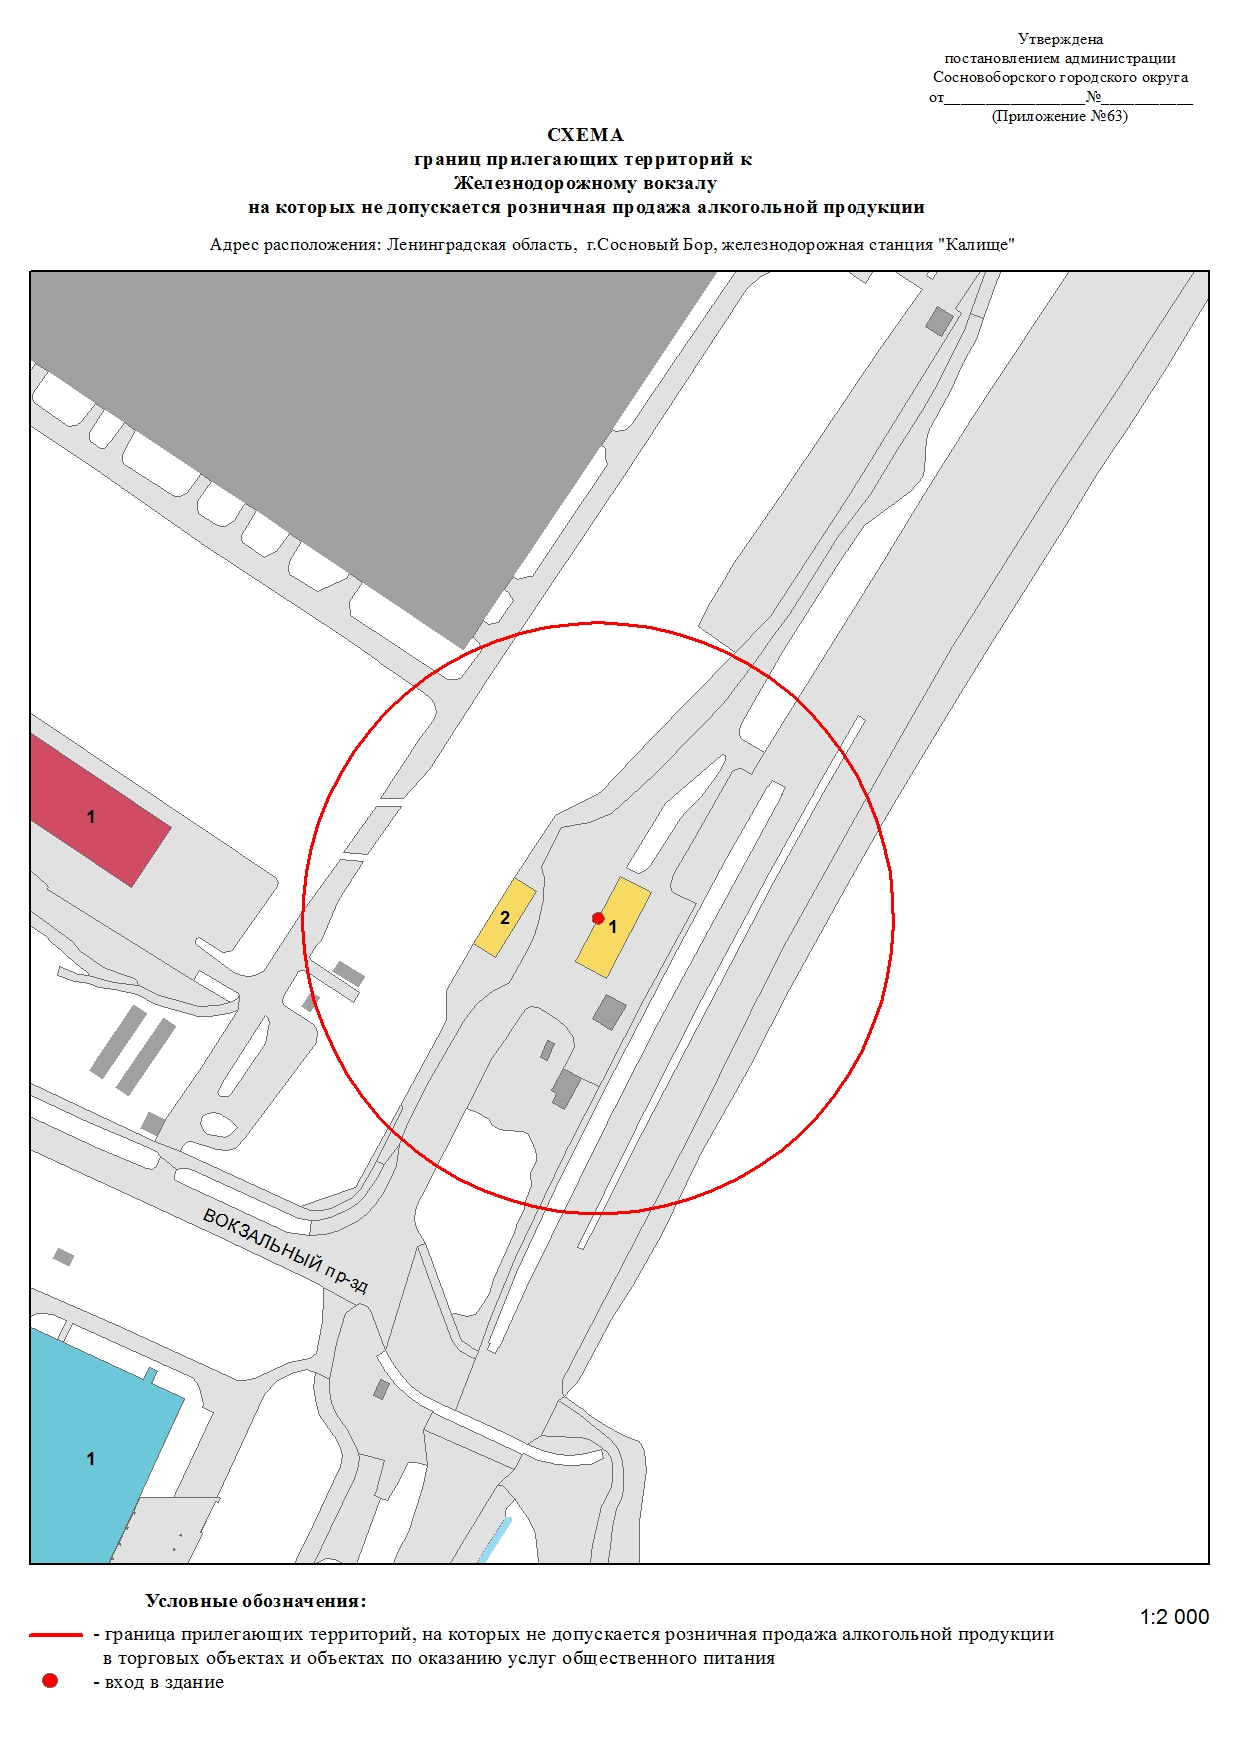 Утверждена
постановлением администрации
Сосновоборского городского округа
от_________________№___________
(Приложение №63)
СХЕМА
границ прилегающих территорий к
Железнодорожному вокзалу
на которых не допускается розничная продажа алкогольной продукции
Адрес расположения: Ленинградская область, г.Сосновый Бор, железнодорожная станция "Калище"
1
2
1
ВОКЗАЛЬНЫЙ пр-зд
1
Условные обозначения:
1:2 000
- граница прилегающих территорий, на которых не допускается розничная продажа алкогольной продукции
в торговых объектах и объектах по оказанию услуг общественного питания
- вход в здание